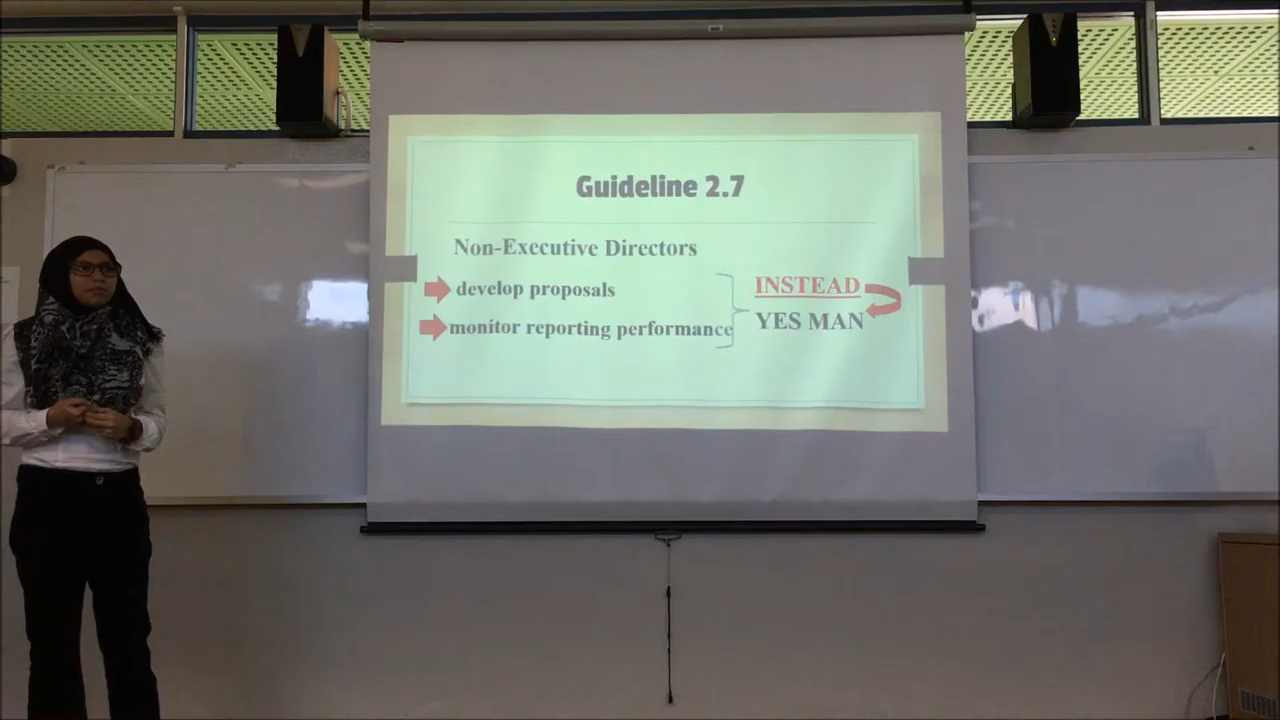 Guideline 2.7
Non-Executive Directors
develop proposals
monitor reporting performance
INSTEAD
YES MAN